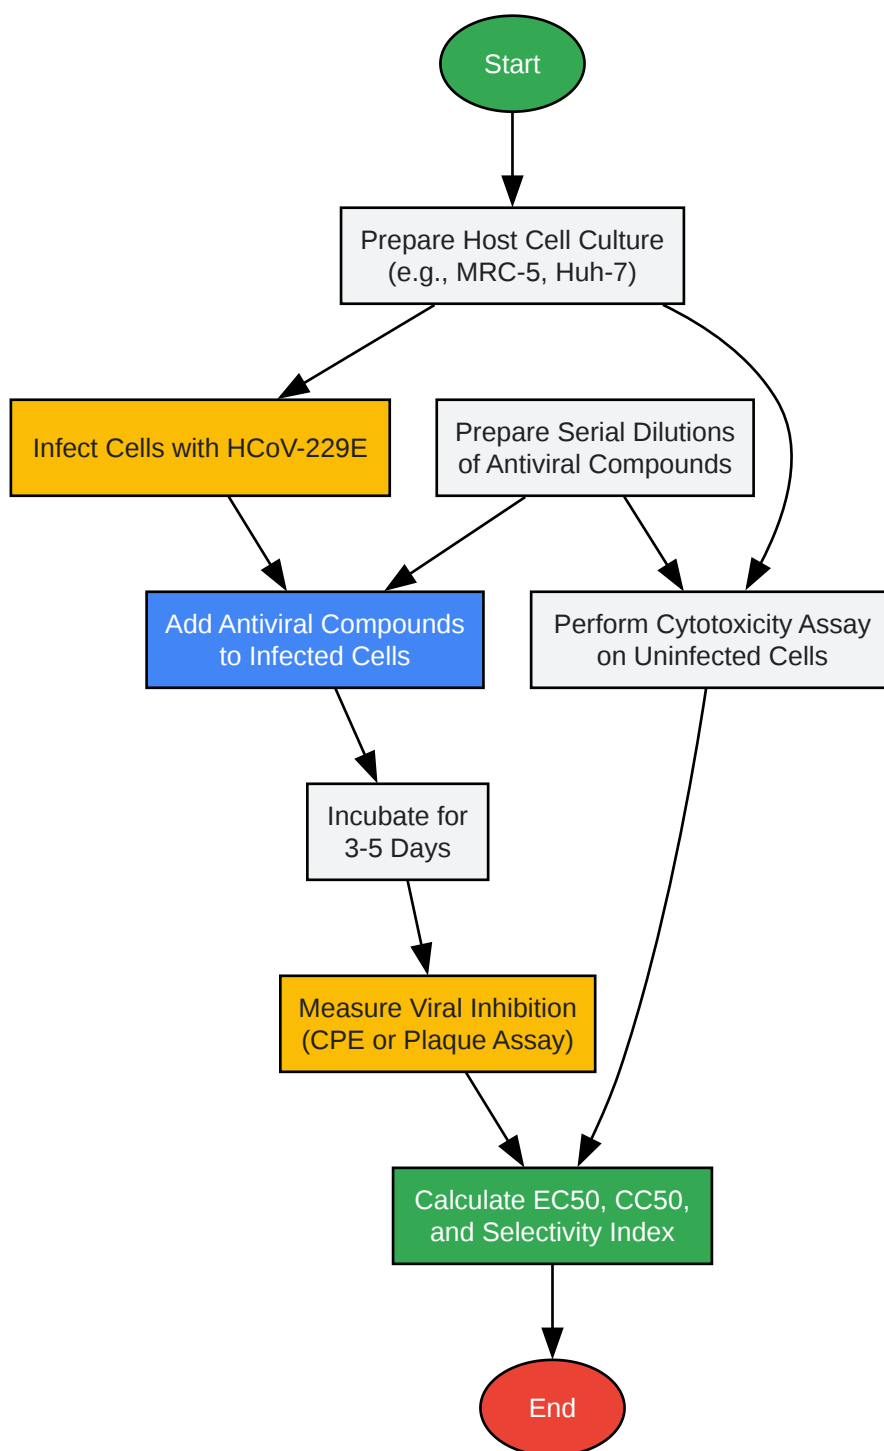 Start
Prepare Host Cell Culture
(e.g., MRC-5, Huh-7)
Infect Cells with HCoV-229E
Prepare Serial Dilutions
of Antiviral Compounds
Add Antiviral Compounds
to Infected Cells
Perform Cytotoxicity Assay
on Uninfected Cells
Incubate for
3-5 Days
Measure Viral Inhibition
(CPE or Plaque Assay)
Calculate EC50, CC50,
and Selectivity Index
End